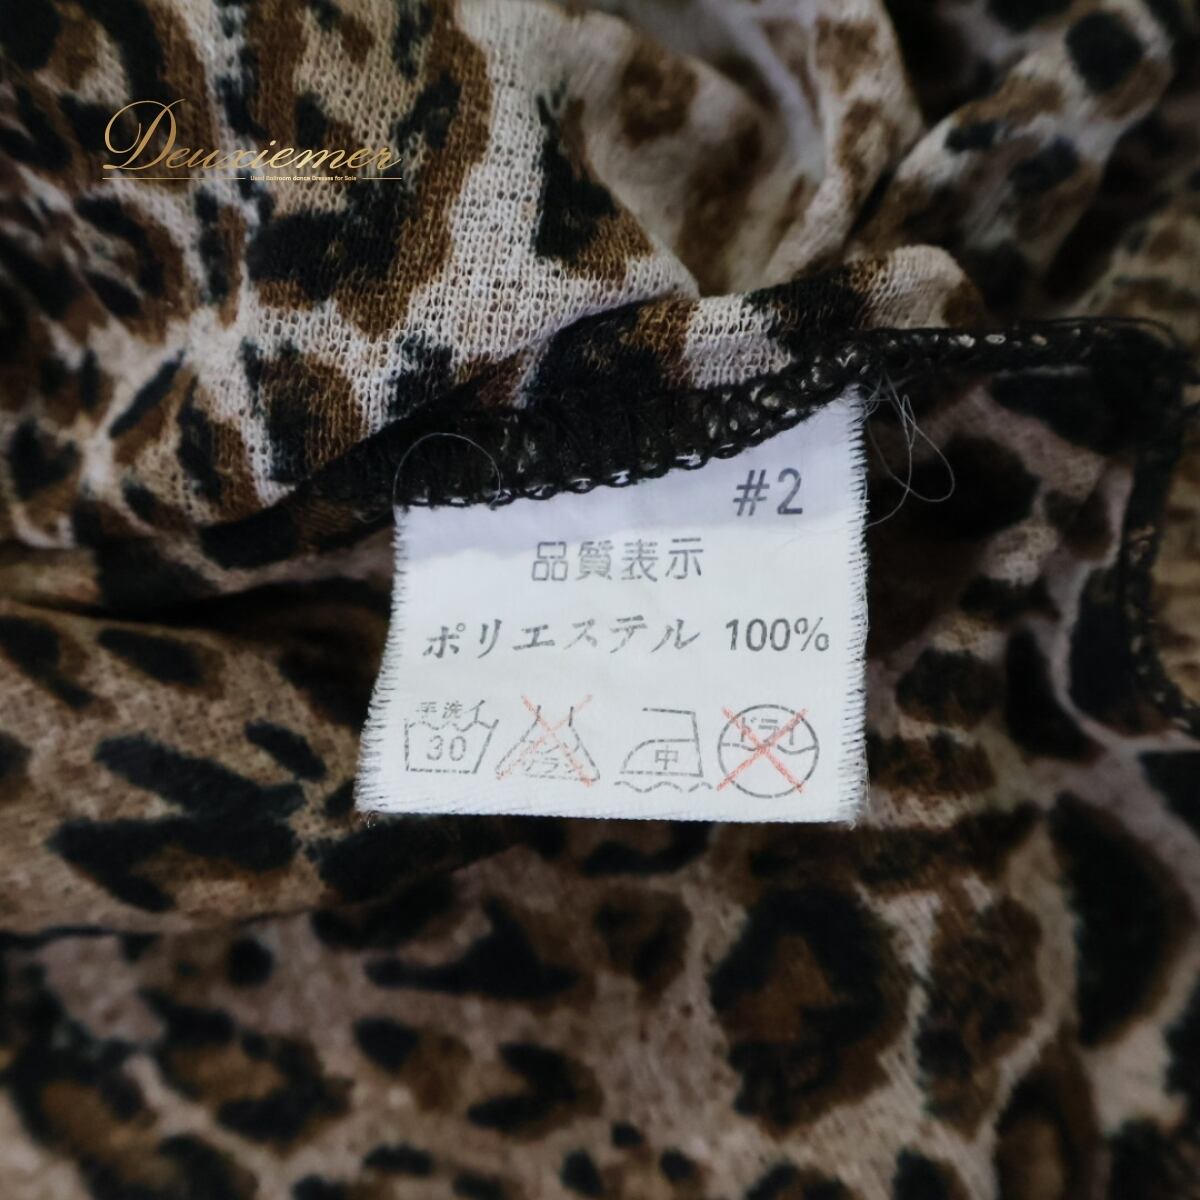 Deuxiemer
Used Ballroom dance Dresses for Sale
#2
品質表示
ポリエステル 100%
手洗イ
30
中
ドライ